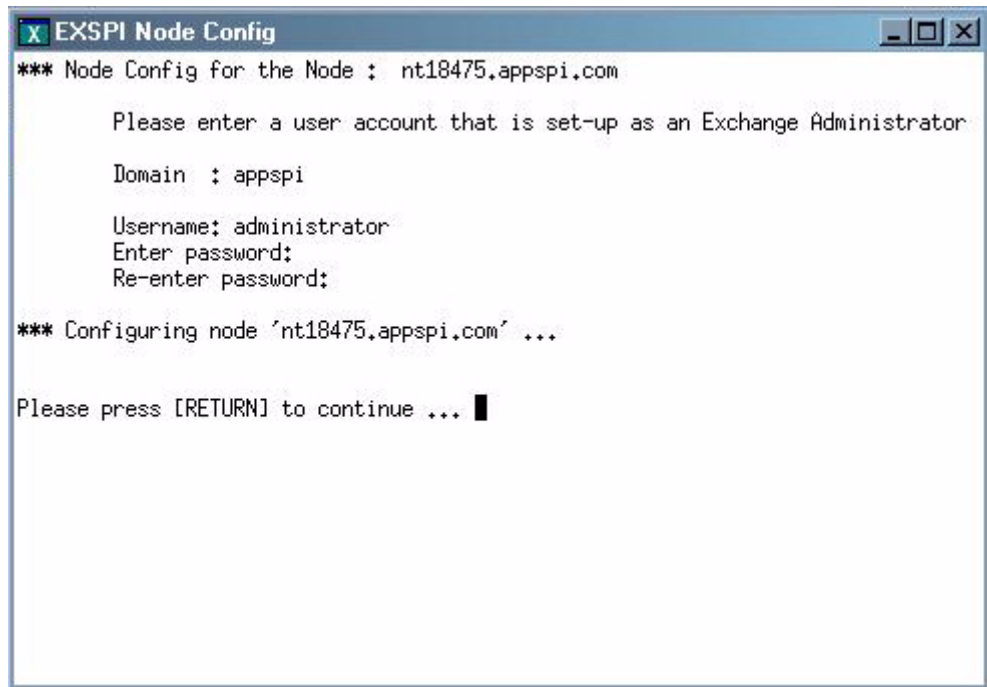 X EXSPI Node Config
*** Node Config for the Node :  nt18475.appspi.com
Please enter a user account that is set-up as an Exchange Administrator
Domain  : appspi
Username: administrator
Enter password:
Re-enter password:
*** Configuring node 'nt18475.appspi.com' ...
Please press [RETURN] to continue ...